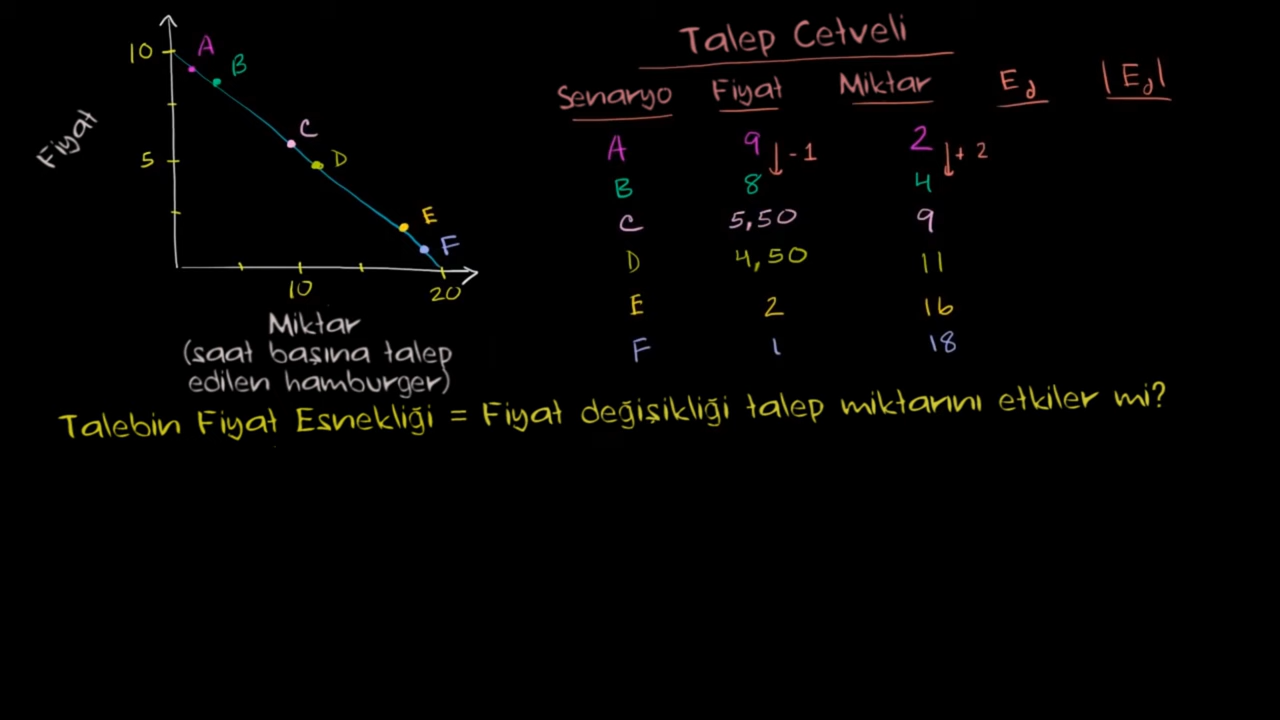 10
A
B
C
5
D
E
F
Fiyat
10
20
Miktar
(saat başına talep
edilen hamburger)
Talep Cetveli
Senaryo Fiyat Miktar Ed |Ed|
A 9 2
-1 +2
B 8 4
C 5,50 9
D 4,50 11
E 2 16
F 1 18
Talebin Fiyat Esnekliği = Fiyat değişikliği talep miktarını etkiler mi?